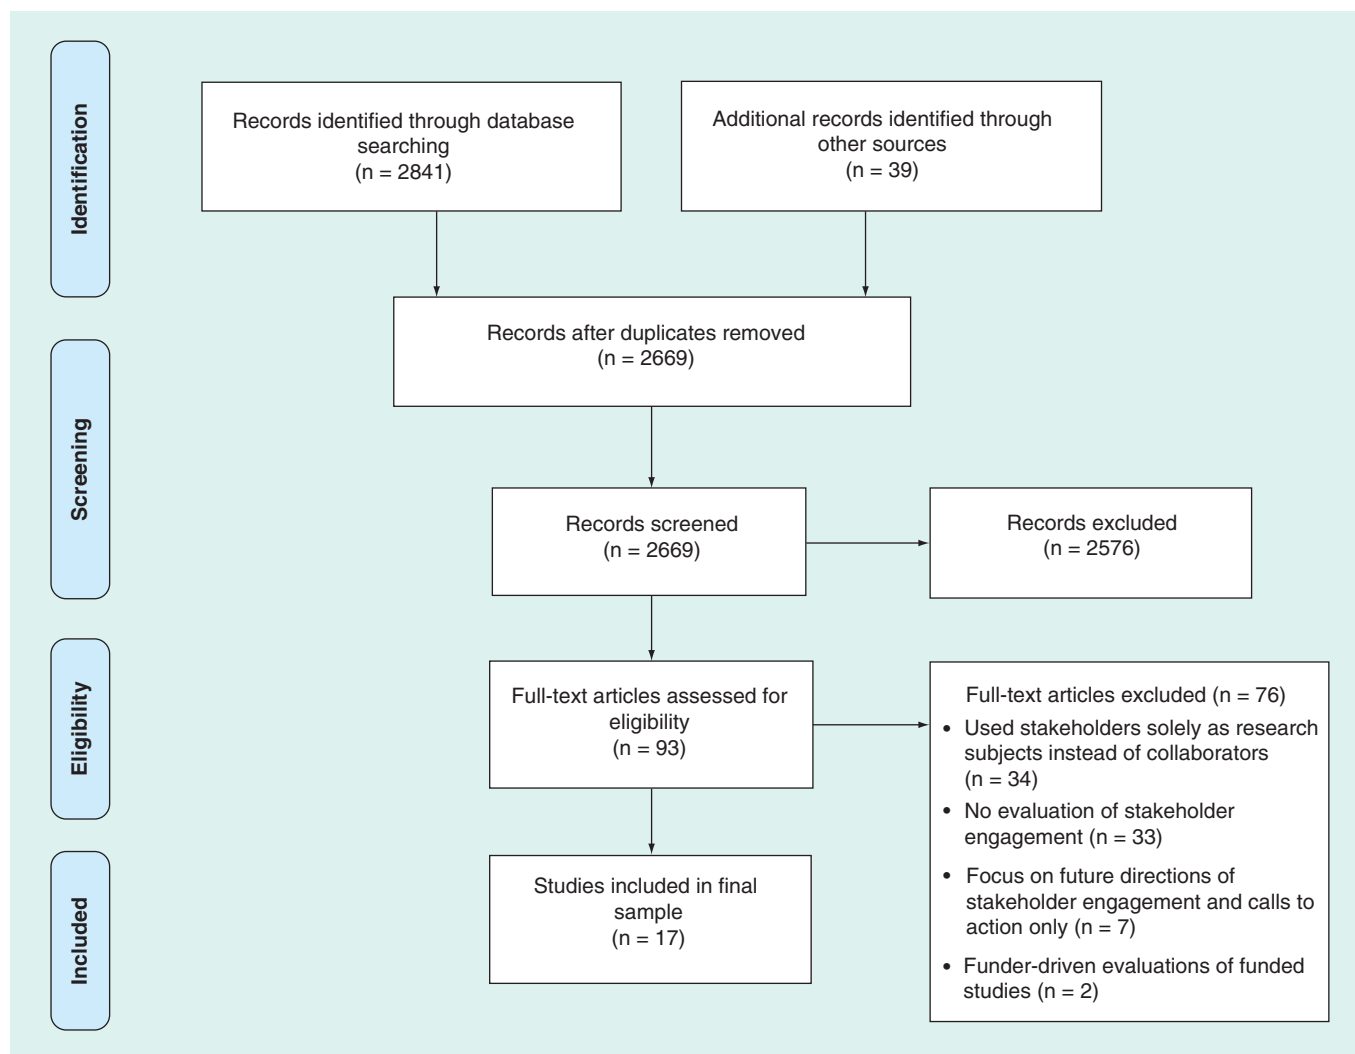 Identification
Records identified through database
searching
(n = 2841)
Additional records identified through
other sources
(n = 39)
Records after duplicates removed
(n = 2669)
Screening
Records screened
(n = 2669)
Records excluded
(n = 2576)
Eligibility
Full-text articles assessed for
eligibility
(n = 93)
Full-text articles excluded (n = 76)
• Used stakeholders solely as research
subjects instead of collaborators
(n = 34)
• No evaluation of stakeholder
engagement (n = 33)
• Focus on future directions of
stakeholder engagement and calls to
action only (n = 7)
• Funder-driven evaluations of funded
studies (n = 2)
Included
Studies included in final
sample
(n = 17)